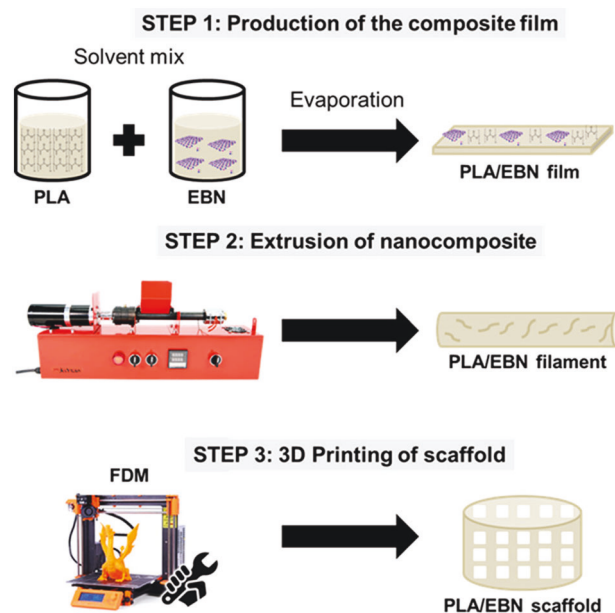 STEP 1: Production of the composite film
Solvent mix
Evaporation
PLA
EBN
PLA/EBN film
STEP 2: Extrusion of nanocomposite
PLA/EBN filament
STEP 3: 3D Printing of scaffold
FDM
PLA/EBN scaffold